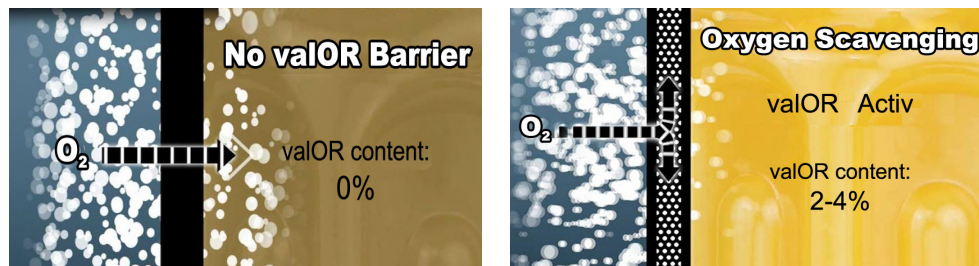 No valOR Barrier
O₂
valOR content:
0%
Oxygen Scavenging
valOR Activ
O₂
valOR content:
2-4%